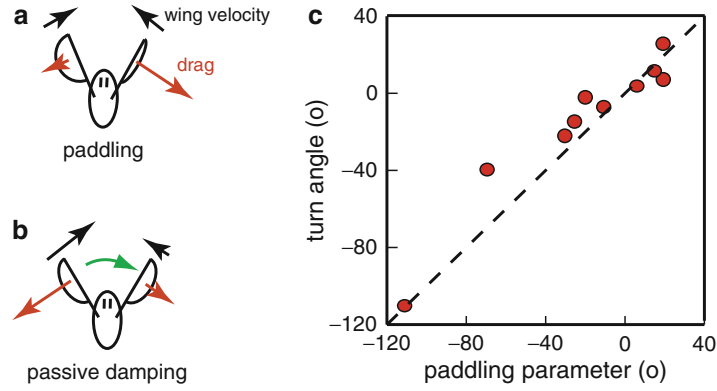 a
wing velocity
drag
paddling
b
passive damping
c
turn angle (o)
40
0
−40
−80
−120
−120
−80
−40
0
40
paddling parameter (o)